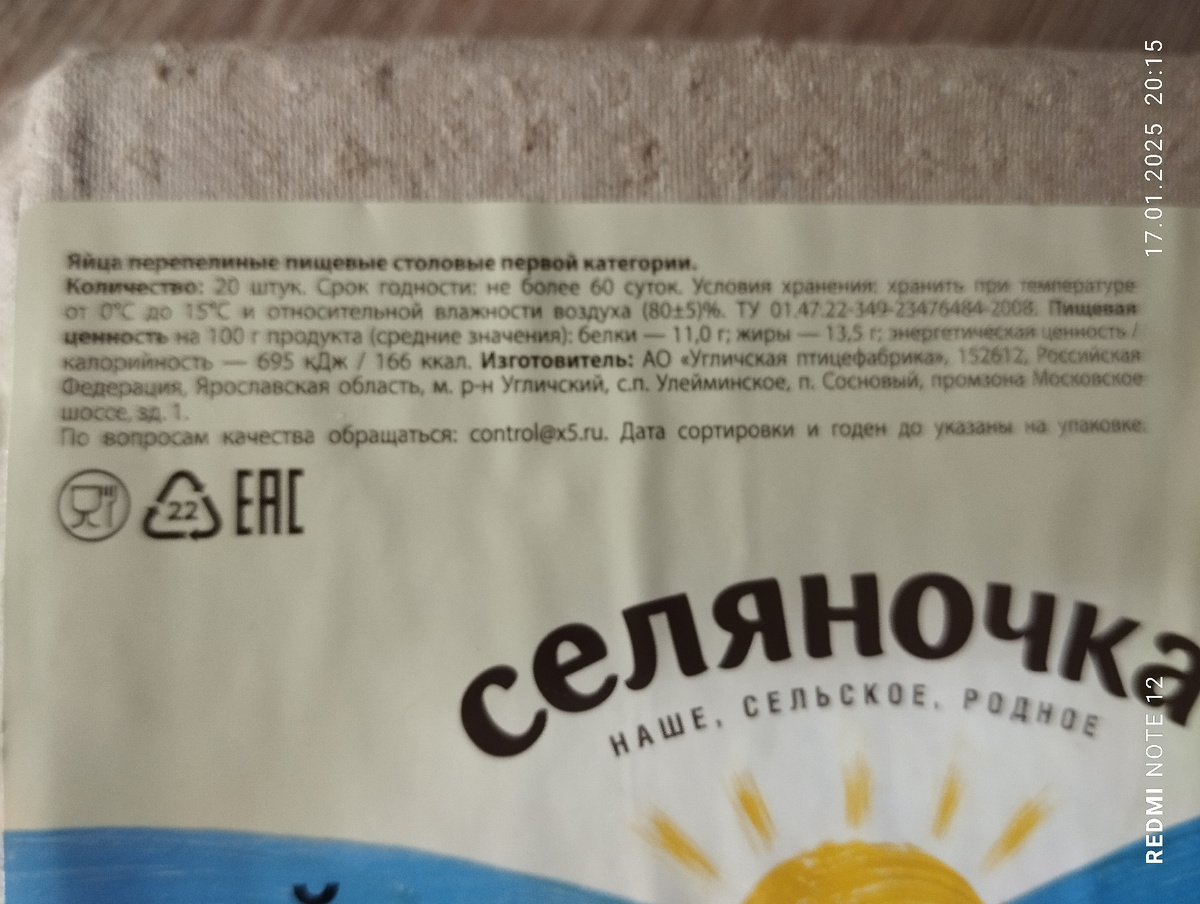 Яйца перепелиные пищевые столовые первой категории.
Количество: 20 штук. Срок годности: не более 60 суток. Условия хранения: хранить при температуре
от 0°С до 15°С и относительной влажности воздуха (80±5)%. ТУ 01.47.22-349-23476484-2008. Пищевая
ценность на 100 г продукта (средние значения): белки — 11,0 г; жиры — 13,5 г; энергетическая ценность /
калорийность — 695 кДж / 166 ккал. Изготовитель: АО «Угличская птицефабрика», 152612, Российская
Федерация, Ярославская область, м. р-н Угличский, с.п. Улейминское, п. Сосновый, промзона Московское
шоссе, зд. 1.
По вопросам качества обращаться: control@x5.ru. Дата сортировки и годен до указаны на упаковке.
22 EAC
селяночка
НАШЕ, СЕЛЬСКОЕ, РОДНОЕ
REDMI NOTE 12
17.01.2025 20:15